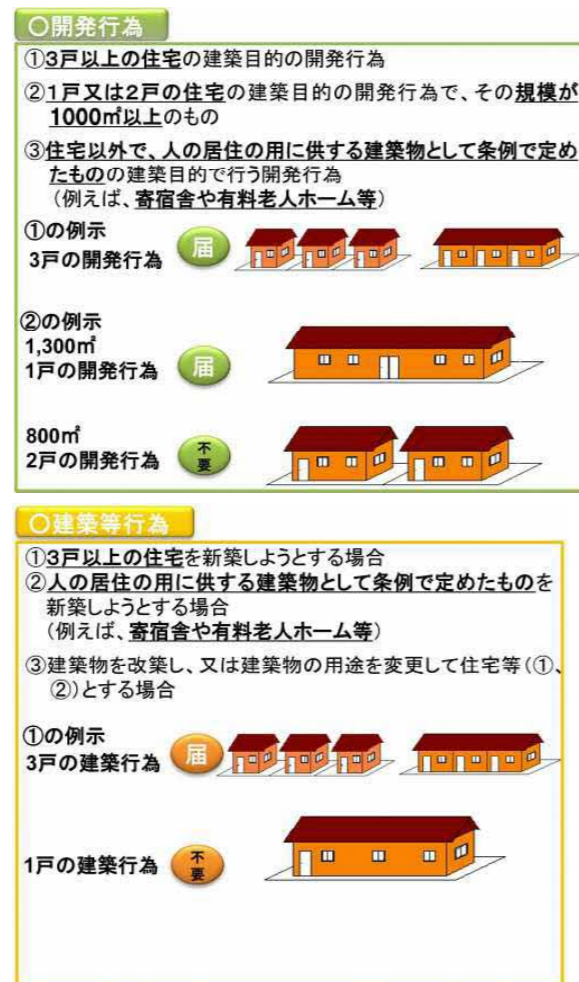 〇開発行為
①3戸以上の住宅の建築目的の開発行為
②1戸又は2戸の住宅の建築目的の開発行為で、その規模が
1000㎡以上のもの
③住宅以外で、人の居住の用に供する建築物として条例で定め
たものの建築目的で行う開発行為
（例えば、寄宿舎や有料老人ホーム等）
①の例示
3戸の開発行為
届
②の例示
1,300㎡
1戸の開発行為
届
800㎡
2戸の開発行為
不
要
〇建築等行為
①3戸以上の住宅を新築しようとする場合
②人の居住の用に供する建築物として条例で定めたものを
新築しようとする場合
（例えば、寄宿舎や有料老人ホーム等）
③建築物を改築し、又は建築物の用途を変更して住宅等（①、
②）とする場合
①の例示
3戸の建築行為
届
1戸の建築行為
不
要